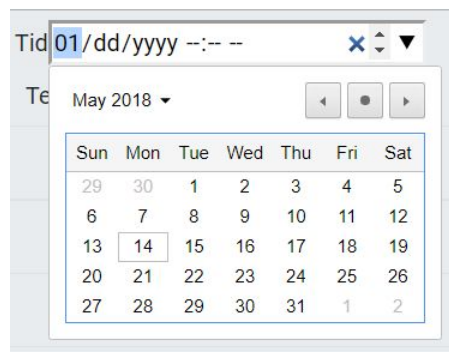 Tid 01/dd/yyyy --:-- --
Te
May 2018
Sun Mon Tue Wed Thu Fri Sat
29 30 1 2 3 4 5
6 7 8 9 10 11 12
13 14 15 16 17 18 19
20 21 22 23 24 25 26
27 28 29 30 31 1 2